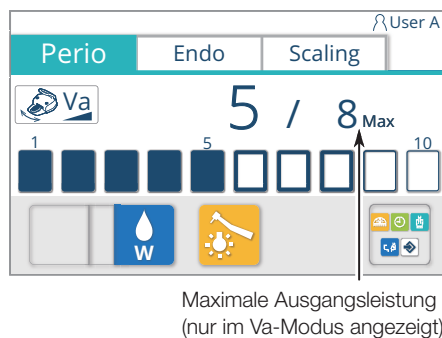 User A
Perio Endo Scaling
Va 5 / 8 Max
1 5 10
W
Maximale Ausgangsleistung
(nur im Va-Modus angezeigt)